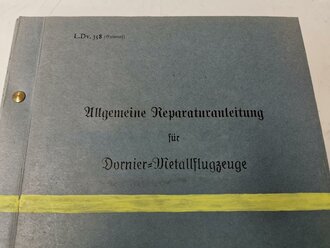 L.Dv. 358 (Entwurf)
Allgemeine Reparaturanleitung
für
Dornier=Metallflugzeuge